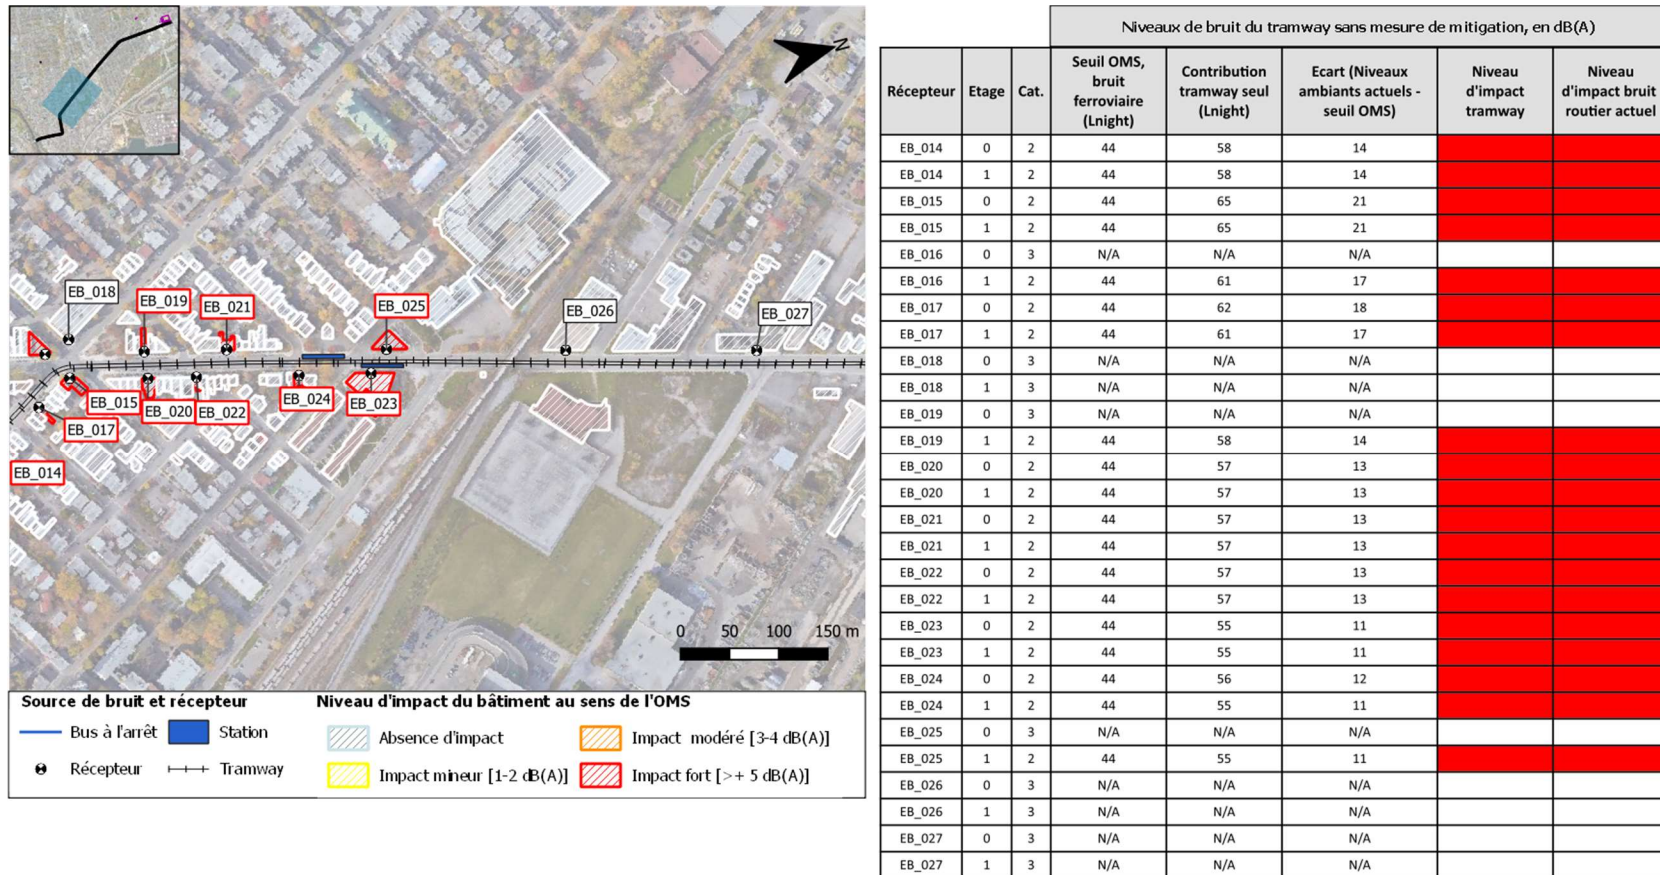 N
EB_018
EB_019
EB_021
EB_025
EB_026
EB_027
EB_015
EB_020
EB_022
EB_024
EB_023
EB_017
EB_014
0 50 100 150 m
Source de bruit et récepteur
Bus à l'arrêt
Station
Récepteur
Tramway
Niveau d'impact du bâtiment au sens de l'OMS
Absence d'impact
Impact modéré [3-4 dB(A)]
Impact mineur [1-2 dB(A)]
Impact fort [>+ 5 dB(A)]
Niveaux de bruit du tramway sans mesure de mitigation, en dB(A)
Récepteur Etage Cat. Seuil OMS, bruit ferroviaire (Lnight) Contribution tramway seul (Lnight) Ecart (Niveaux ambiants actuels - seuil OMS) Niveau d'impact tramway Niveau d'impact bruit routier actuel
EB_014 0 2 44 58 14
EB_014 1 2 44 58 14
EB_015 0 2 44 65 21
EB_015 1 2 44 65 21
EB_016 0 3 N/A N/A N/A
EB_016 1 2 44 61 17
EB_017 0 2 44 62 18
EB_017 1 2 44 61 17
EB_018 0 3 N/A N/A N/A
EB_018 1 3 N/A N/A N/A
EB_019 0 3 N/A N/A N/A
EB_019 1 2 44 58 14
EB_020 0 2 44 57 13
EB_020 1 2 44 57 13
EB_021 0 2 44 57 13
EB_021 1 2 44 57 13
EB_022 0 2 44 57 13
EB_022 1 2 44 57 13
EB_023 0 2 44 55 11
EB_023 1 2 44 55 11
EB_024 0 2 44 56 12
EB_024 1 2 44 55 11
EB_025 0 3 N/A N/A N/A
EB_025 1 2 44 55 11
EB_026 0 3 N/A N/A N/A
EB_026 1 3 N/A N/A N/A
EB_027 0 3 N/A N/A N/A
EB_027 1 3 N/A N/A N/A